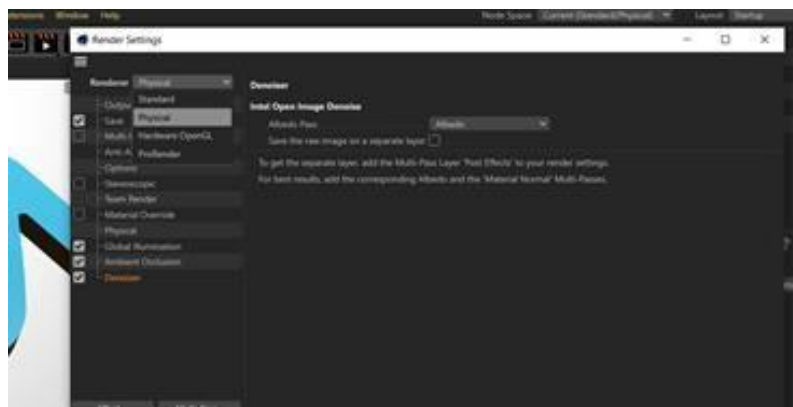 Extensions Window Help
Node Space: Current (Standard/Physical) Layout: Startup
Render Settings
Renderer Physical
Standard
Physical
Hardware OpenGL
ProRender
Save
Options
Stereoscopic
Team Render
Material Override
Physical
Global Illumination
Ambient Occlusion
Denoiser
Denoiser
Intel Open Image Denoise
Albedo Pass Albedo
Save the raw image on a separate layer
To get the separate layer, add the Multi-Pass Layer 'Post Effects' to your render settings.
For best results, add the corresponding Albedo and the 'Material Normal' Multi-Passes.